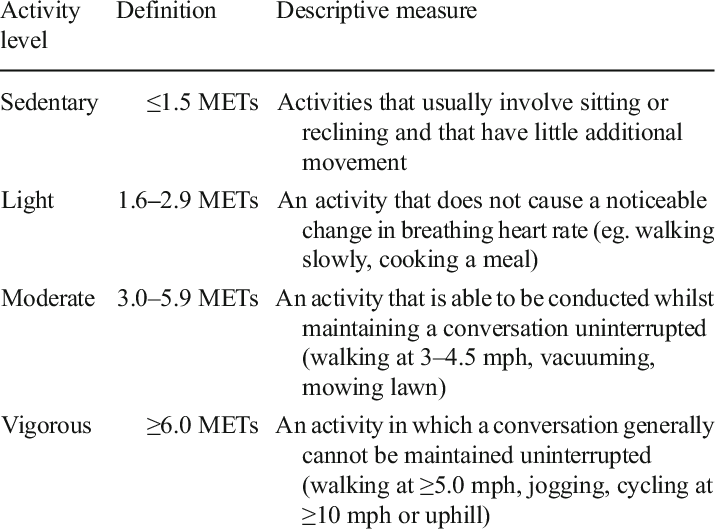 Activity level Definition Descriptive measure
Sedentary ≤1.5 METs Activities that usually involve sitting or
reclining and that have little additional
movement
Light 1.6–2.9 METs An activity that does not cause a noticeable
change in breathing heart rate (eg. walking
slowly, cooking a meal)
Moderate 3.0–5.9 METs An activity that is able to be conducted whilst
maintaining a conversation uninterrupted
(walking at 3–4.5 mph, vacuuming,
mowing lawn)
Vigorous ≥6.0 METs An activity in which a conversation generally
cannot be maintained uninterrupted
(walking at ≥5.0 mph, jogging, cycling at
≥10 mph or uphill)